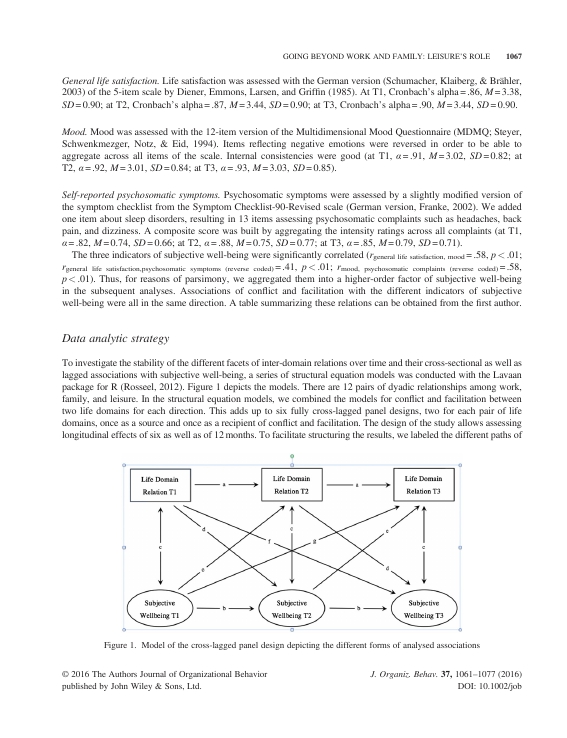 GOING BEYOND WORK AND FAMILY: LEISURE'S ROLE 1067
General life satisfaction. Life satisfaction was assessed with the German version (Schumacher, Klaiberg, & Brähler,
2003) of the 5-item scale by Diener, Emmons, Larsen, and Griffin (1985). At T1, Cronbach's alpha = .86, M = 3.38,
SD = 0.90; at T2, Cronbach's alpha = .87, M = 3.44, SD = 0.90; at T3, Cronbach's alpha = .90, M = 3.44, SD = 0.90.
Mood. Mood was assessed with the 12-item version of the Multidimensional Mood Questionnaire (MDMQ; Steyer,
Schwenkmezger, Notz, & Eid, 1994). Items reflecting negative emotions were reversed in order to be able to
aggregate across all items of the scale. Internal consistencies were good (at T1, α = .91, M = 3.02, SD = 0.82; at
T2, α = .92, M = 3.01, SD = 0.84; at T3, α = .93, M = 3.03, SD = 0.85).
Self-reported psychosomatic symptoms. Psychosomatic symptoms were assessed by a slightly modified version of
the symptom checklist from the Symptom Checklist-90-Revised scale (German version, Franke, 2002). We added
one item about sleep disorders, resulting in 13 items assessing psychosomatic complaints such as headaches, back
pain, and dizziness. A composite score was built by aggregating the intensity ratings across all complaints (at T1,
α = .82, M = 0.74, SD = 0.66; at T2, α = .88, M = 0.75, SD = 0.77; at T3, α = .85, M = 0.79, SD = 0.71).
The three indicators of subjective well-being were significantly correlated (r general life satisfaction, mood = .58, p < .01;
r general life satisfaction,psychosomatic symptoms (reverse coded) = .41, p < .01; r mood, psychosomatic complaints (reverse coded) = .58,
p < .01). Thus, for reasons of parsimony, we aggregated them into a higher-order factor of subjective well-being
in the subsequent analyses. Associations of conflict and facilitation with the different indicators of subjective
well-being were all in the same direction. A table summarizing these relations can be obtained from the first author.
Data analytic strategy
To investigate the stability of the different facets of inter-domain relations over time and their cross-sectional as well as
lagged associations with subjective well-being, a series of structural equation models was conducted with the Lavaan
package for R (Rosseel, 2012). Figure 1 depicts the models. There are 12 pairs of dyadic relationships among work,
family, and leisure. In the structural equation models, we combined the models for conflict and facilitation between
two life domains for each direction. This adds up to six fully cross-lagged panel designs, two for each pair of life
domains, once as a source and once as a recipient of conflict and facilitation. The design of the study allows assessing
longitudinal effects of six as well as of 12 months. To facilitate structuring the results, we labeled the different paths of
Life Domain
Relation T1
a
Life Domain
Relation T2
a
Life Domain
Relation T3
d
f
c
g
e
c
c
e
d
Subjective
Wellbeing T1
b
Subjective
Wellbeing T2
b
Subjective
Wellbeing T3
Figure 1. Model of the cross-lagged panel design depicting the different forms of analysed associations
© 2016 The Authors Journal of Organizational Behavior
published by John Wiley & Sons, Ltd.
J. Organiz. Behav. 37, 1061–1077 (2016)
DOI: 10.1002/job